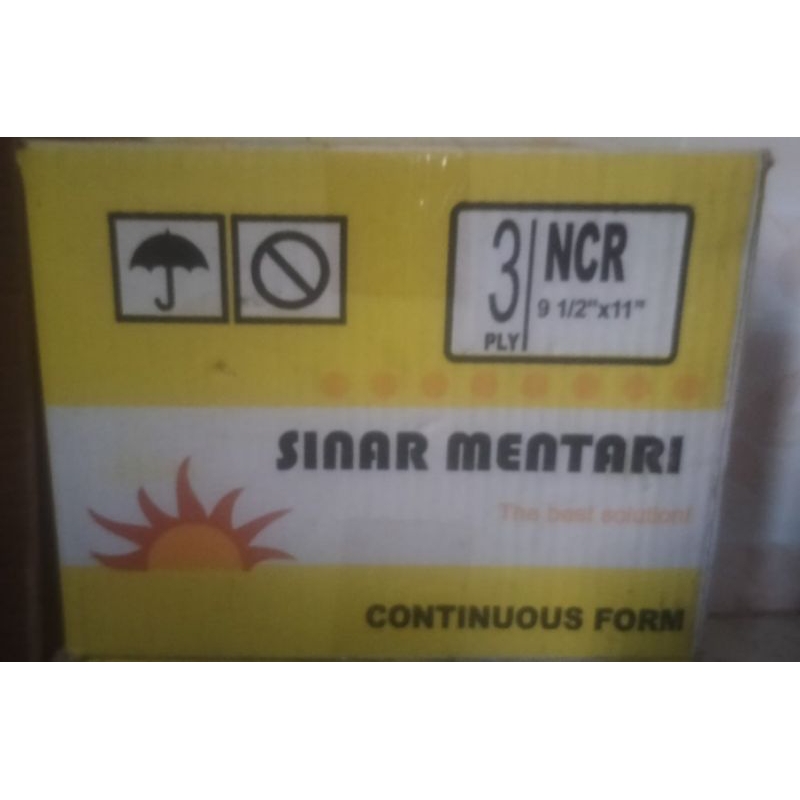 3 PLY
NCR
9 1/2"x11"
SINAR MENTARI
The best solution!
CONTINUOUS FORM